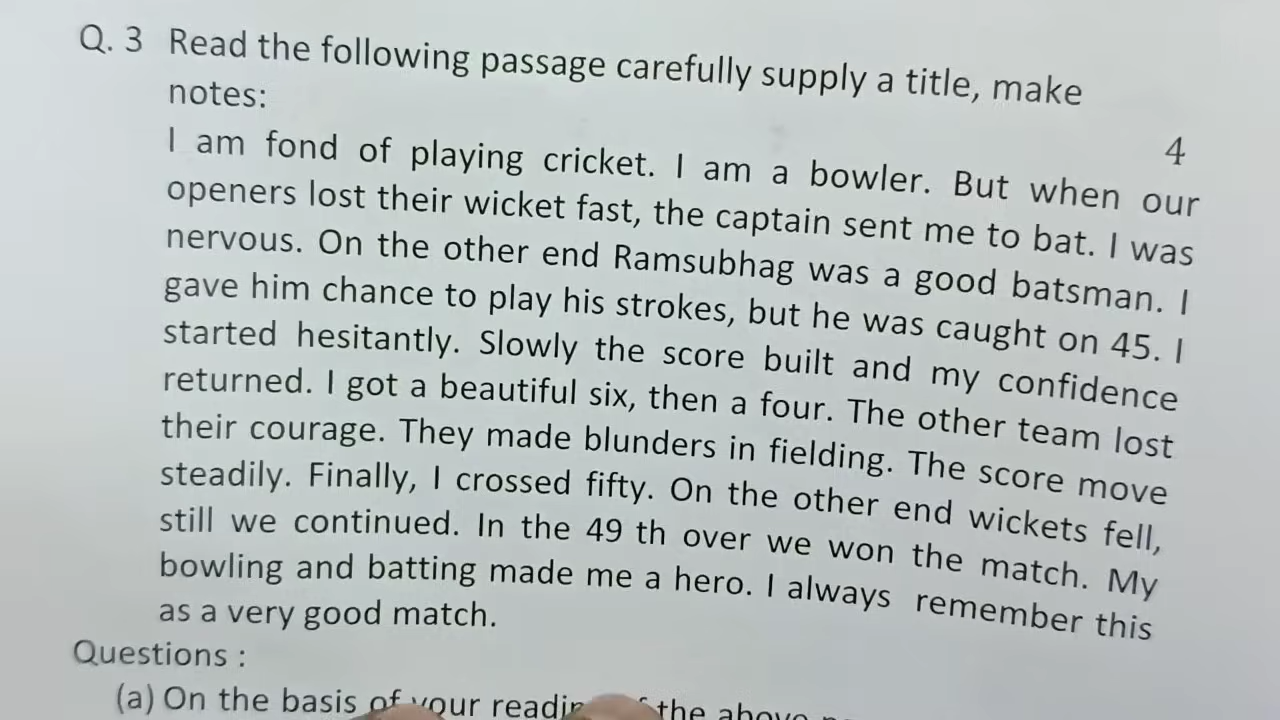 Q. 3 Read the following passage carefully supply a title, make
notes:
4
I am fond of playing cricket. I am a bowler. But when our
openers lost their wicket fast, the captain sent me to bat. I was
nervous. On the other end Ramsubhag was a good batsman. I
gave him chance to play his strokes, but he was caught on 45. I
started hesitantly. Slowly the score built and my confidence
returned. I got a beautiful six, then a four. The other team lost
their courage. They made blunders in fielding. The score move
steadily. Finally, I crossed fifty. On the other end wickets fell,
still we continued. In the 49 th over we won the match. My
bowling and batting made me a hero. I always remember this
as a very good match.
Questions :
(a) On the basis of your the above